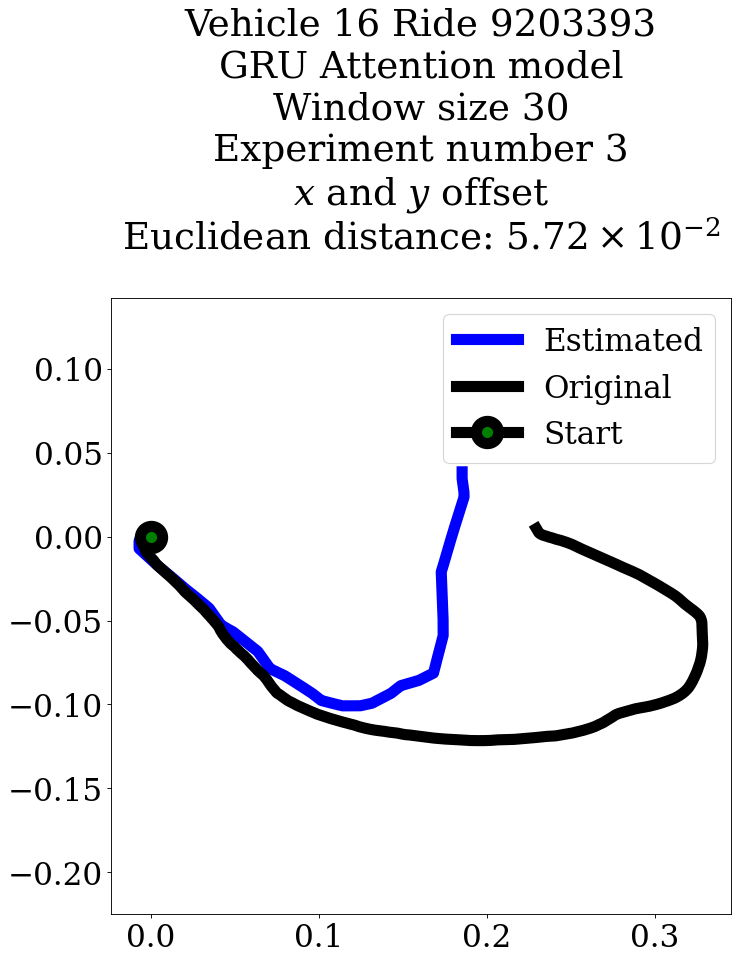 Vehicle 16 Ride 9203393
GRU Attention model
Window size 30
Experiment number 3
x and y offset
Euclidean distance: 5.72 × 10⁻²
Estimated
Original
Start
0.10
0.05
0.00
−0.05
−0.10
−0.15
−0.20
0.0 0.1 0.2 0.3